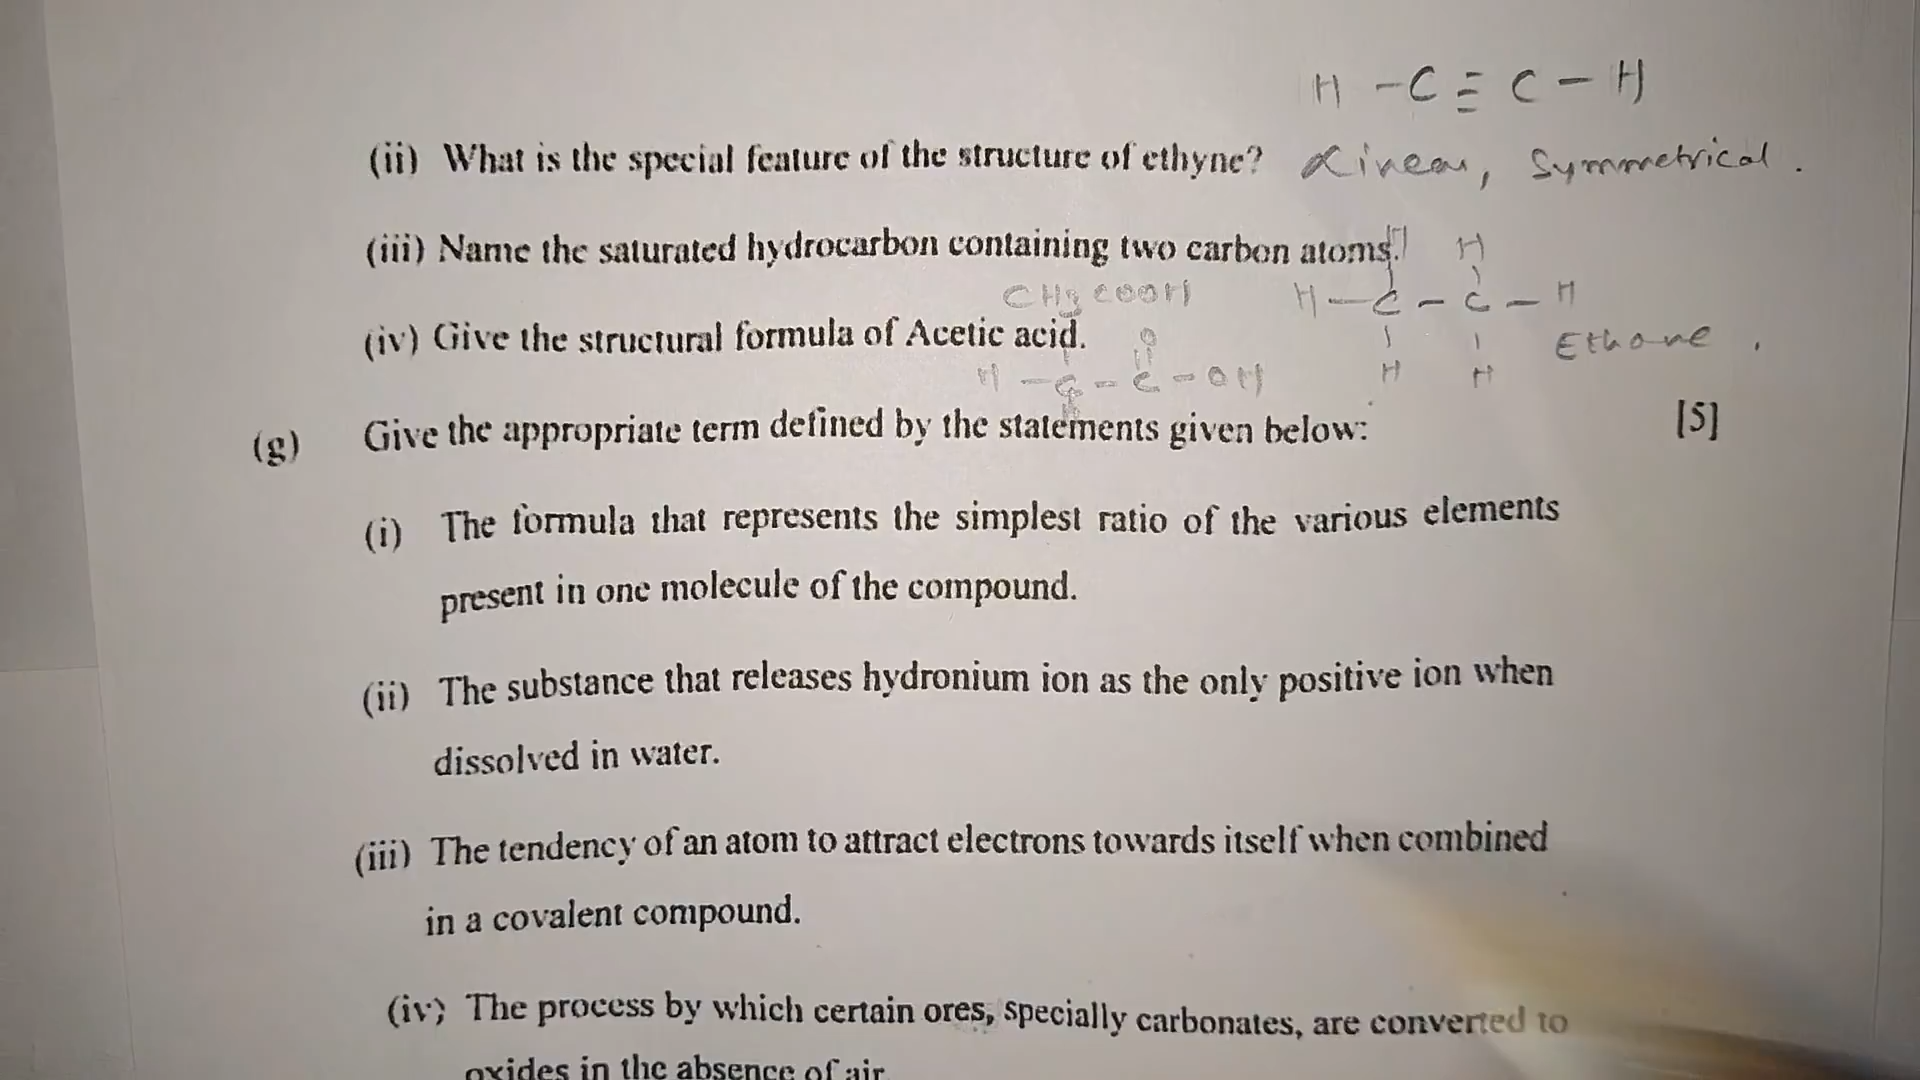 H - C ≡ C - H
(ii) What is the special feature of the structure of ethyne? Linear, Symmetrical.
(iii) Name the saturated hydrocarbon containing two carbon atoms.
H H
CH3COOH H - C - C - H
(iv) Give the structural formula of Acetic acid. O Ethane.
H - C - C - OH H H
(g) Give the appropriate term defined by the statements given below: [5]
(i) The formula that represents the simplest ratio of the various elements
present in one molecule of the compound.
(ii) The substance that releases hydronium ion as the only positive ion when
dissolved in water.
(iii) The tendency of an atom to attract electrons towards itself when combined
in a covalent compound.
(iv) The process by which certain ores, specially carbonates, are converted to
oxides in the absence of air.